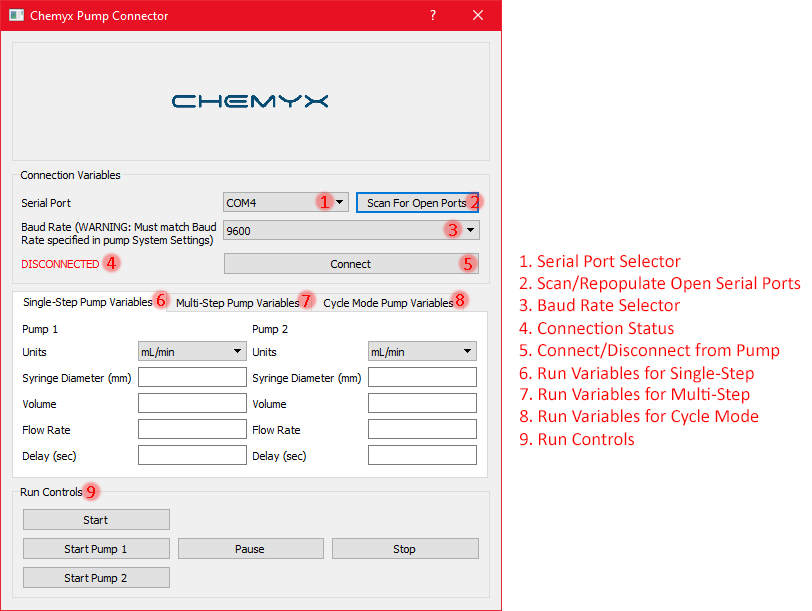 Chemyx Pump Connector ?
CHEMYX
Connection Variables
Serial Port COM4 1 Scan For Open Ports 2
Baud Rate (WARNING: Must match Baud
Rate specified in pump System Settings) 9600 3
DISCONNECTED 4 Connect 5
Single-Step Pump Variables 6 Multi-Step Pump Variables 7 Cycle Mode Pump Variables 8
Pump 1 Pump 2
Units mL/min Units mL/min
Syringe Diameter (mm) Syringe Diameter (mm)
Volume Volume
Flow Rate Flow Rate
Delay (sec) Delay (sec)
Run Controls 9
Start
Start Pump 1 Pause Stop
Start Pump 2
1. Serial Port Selector
2. Scan/Repopulate Open Serial Ports
3. Baud Rate Selector
4. Connection Status
5. Connect/Disconnect from Pump
6. Run Variables for Single-Step
7. Run Variables for Multi-Step
8. Run Variables for Cycle Mode
9. Run Controls